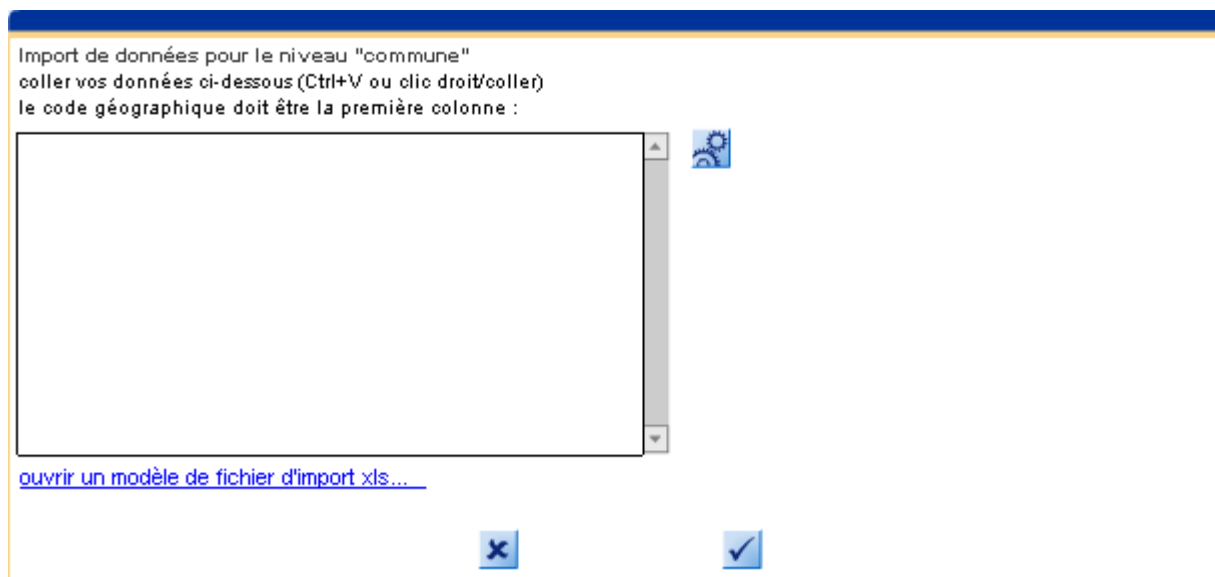 Import de données pour le niveau "commune"
coller vos données ci-dessous (Ctrl+V ou clic droit/coller)
le code géographique doit être la première colonne :
ouvrir un modèle de fichier d'import xls...